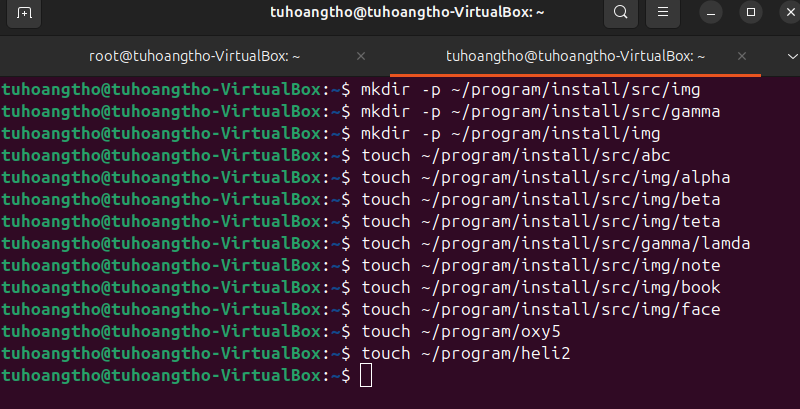 tuhoangtho@tuhoangtho-VirtualBox: ~
root@tuhoangtho-VirtualBox: ~
tuhoangtho@tuhoangtho-VirtualBox: ~
tuhoangtho@tuhoangtho-VirtualBox:~$ mkdir -p ~/program/install/src/img
tuhoangtho@tuhoangtho-VirtualBox:~$ mkdir -p ~/program/install/src/gamma
tuhoangtho@tuhoangtho-VirtualBox:~$ mkdir -p ~/program/install/img
tuhoangtho@tuhoangtho-VirtualBox:~$ touch ~/program/install/src/abc
tuhoangtho@tuhoangtho-VirtualBox:~$ touch ~/program/install/src/img/alpha
tuhoangtho@tuhoangtho-VirtualBox:~$ touch ~/program/install/src/img/beta
tuhoangtho@tuhoangtho-VirtualBox:~$ touch ~/program/install/src/img/teta
tuhoangtho@tuhoangtho-VirtualBox:~$ touch ~/program/install/src/gamma/lamda
tuhoangtho@tuhoangtho-VirtualBox:~$ touch ~/program/install/src/img/note
tuhoangtho@tuhoangtho-VirtualBox:~$ touch ~/program/install/src/img/book
tuhoangtho@tuhoangtho-VirtualBox:~$ touch ~/program/install/src/img/face
tuhoangtho@tuhoangtho-VirtualBox:~$ touch ~/program/oxy5
tuhoangtho@tuhoangtho-VirtualBox:~$ touch ~/program/heli2
tuhoangtho@tuhoangtho-VirtualBox:~$